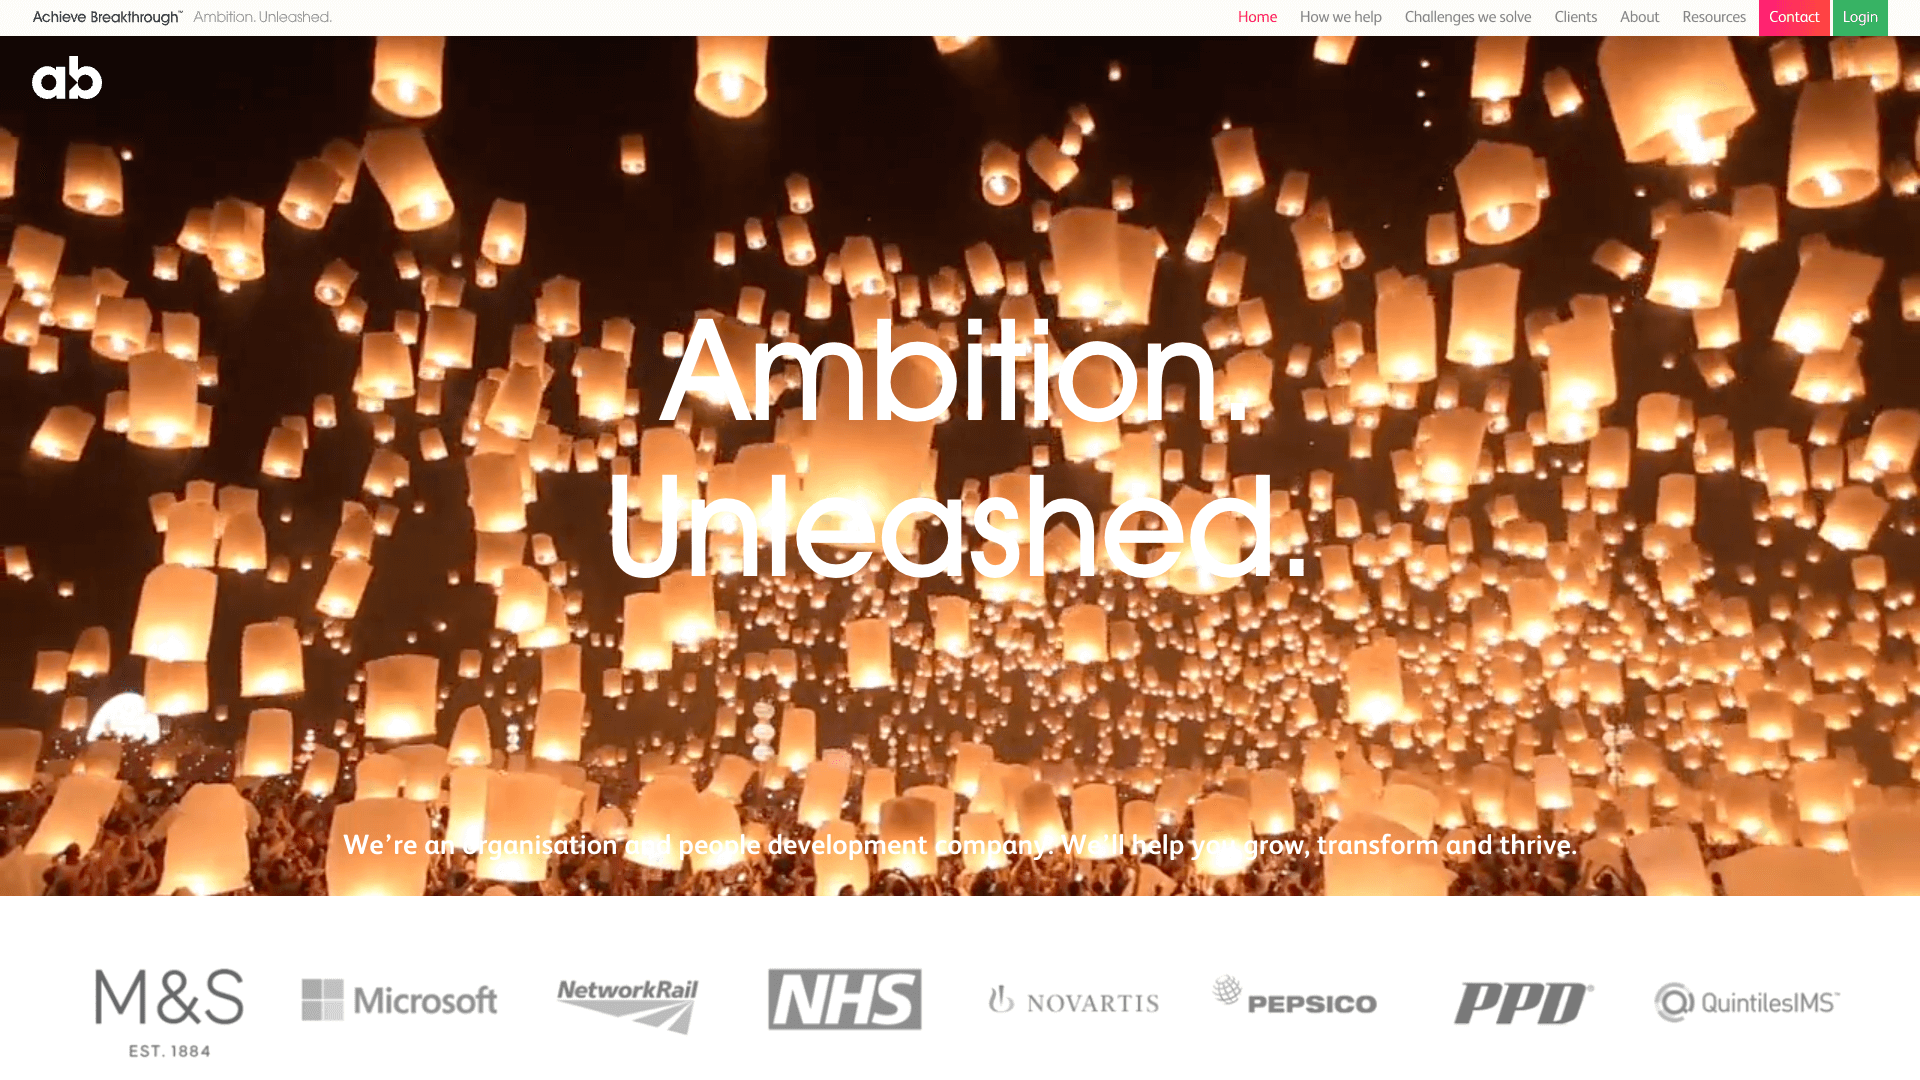 Achieve Breakthrough™ Ambition. Unleashed.
Home How we help Challenges we solve Clients About Resources Contact Login
ab
Ambition.
Unleashed.
We’re an organisation and people development company. We’ll help you grow, transform and thrive.
M&S
EST. 1884
Microsoft
NetworkRail
NHS
NOVARTIS
PEPSICO
PPD®
QuintilesIMS™